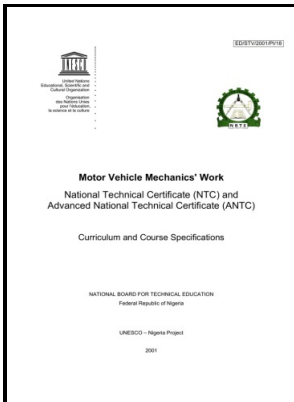 ED/STV/2001/PI/16
United Nations
Educational, Scientific and
Cultural Organization
Organisation
des Nations Unies
pour l'éducation,
la science et la culture
N B T E
Motor Vehicle Mechanics' Work
National Technical Certificate (NTC) and
Advanced National Technical Certificate (ANTC)
Curriculum and Course Specifications
NATIONAL BOARD FOR TECHNICAL EDUCATION
Federal Republic of Nigeria
UNESCO – Nigeria Project
2001